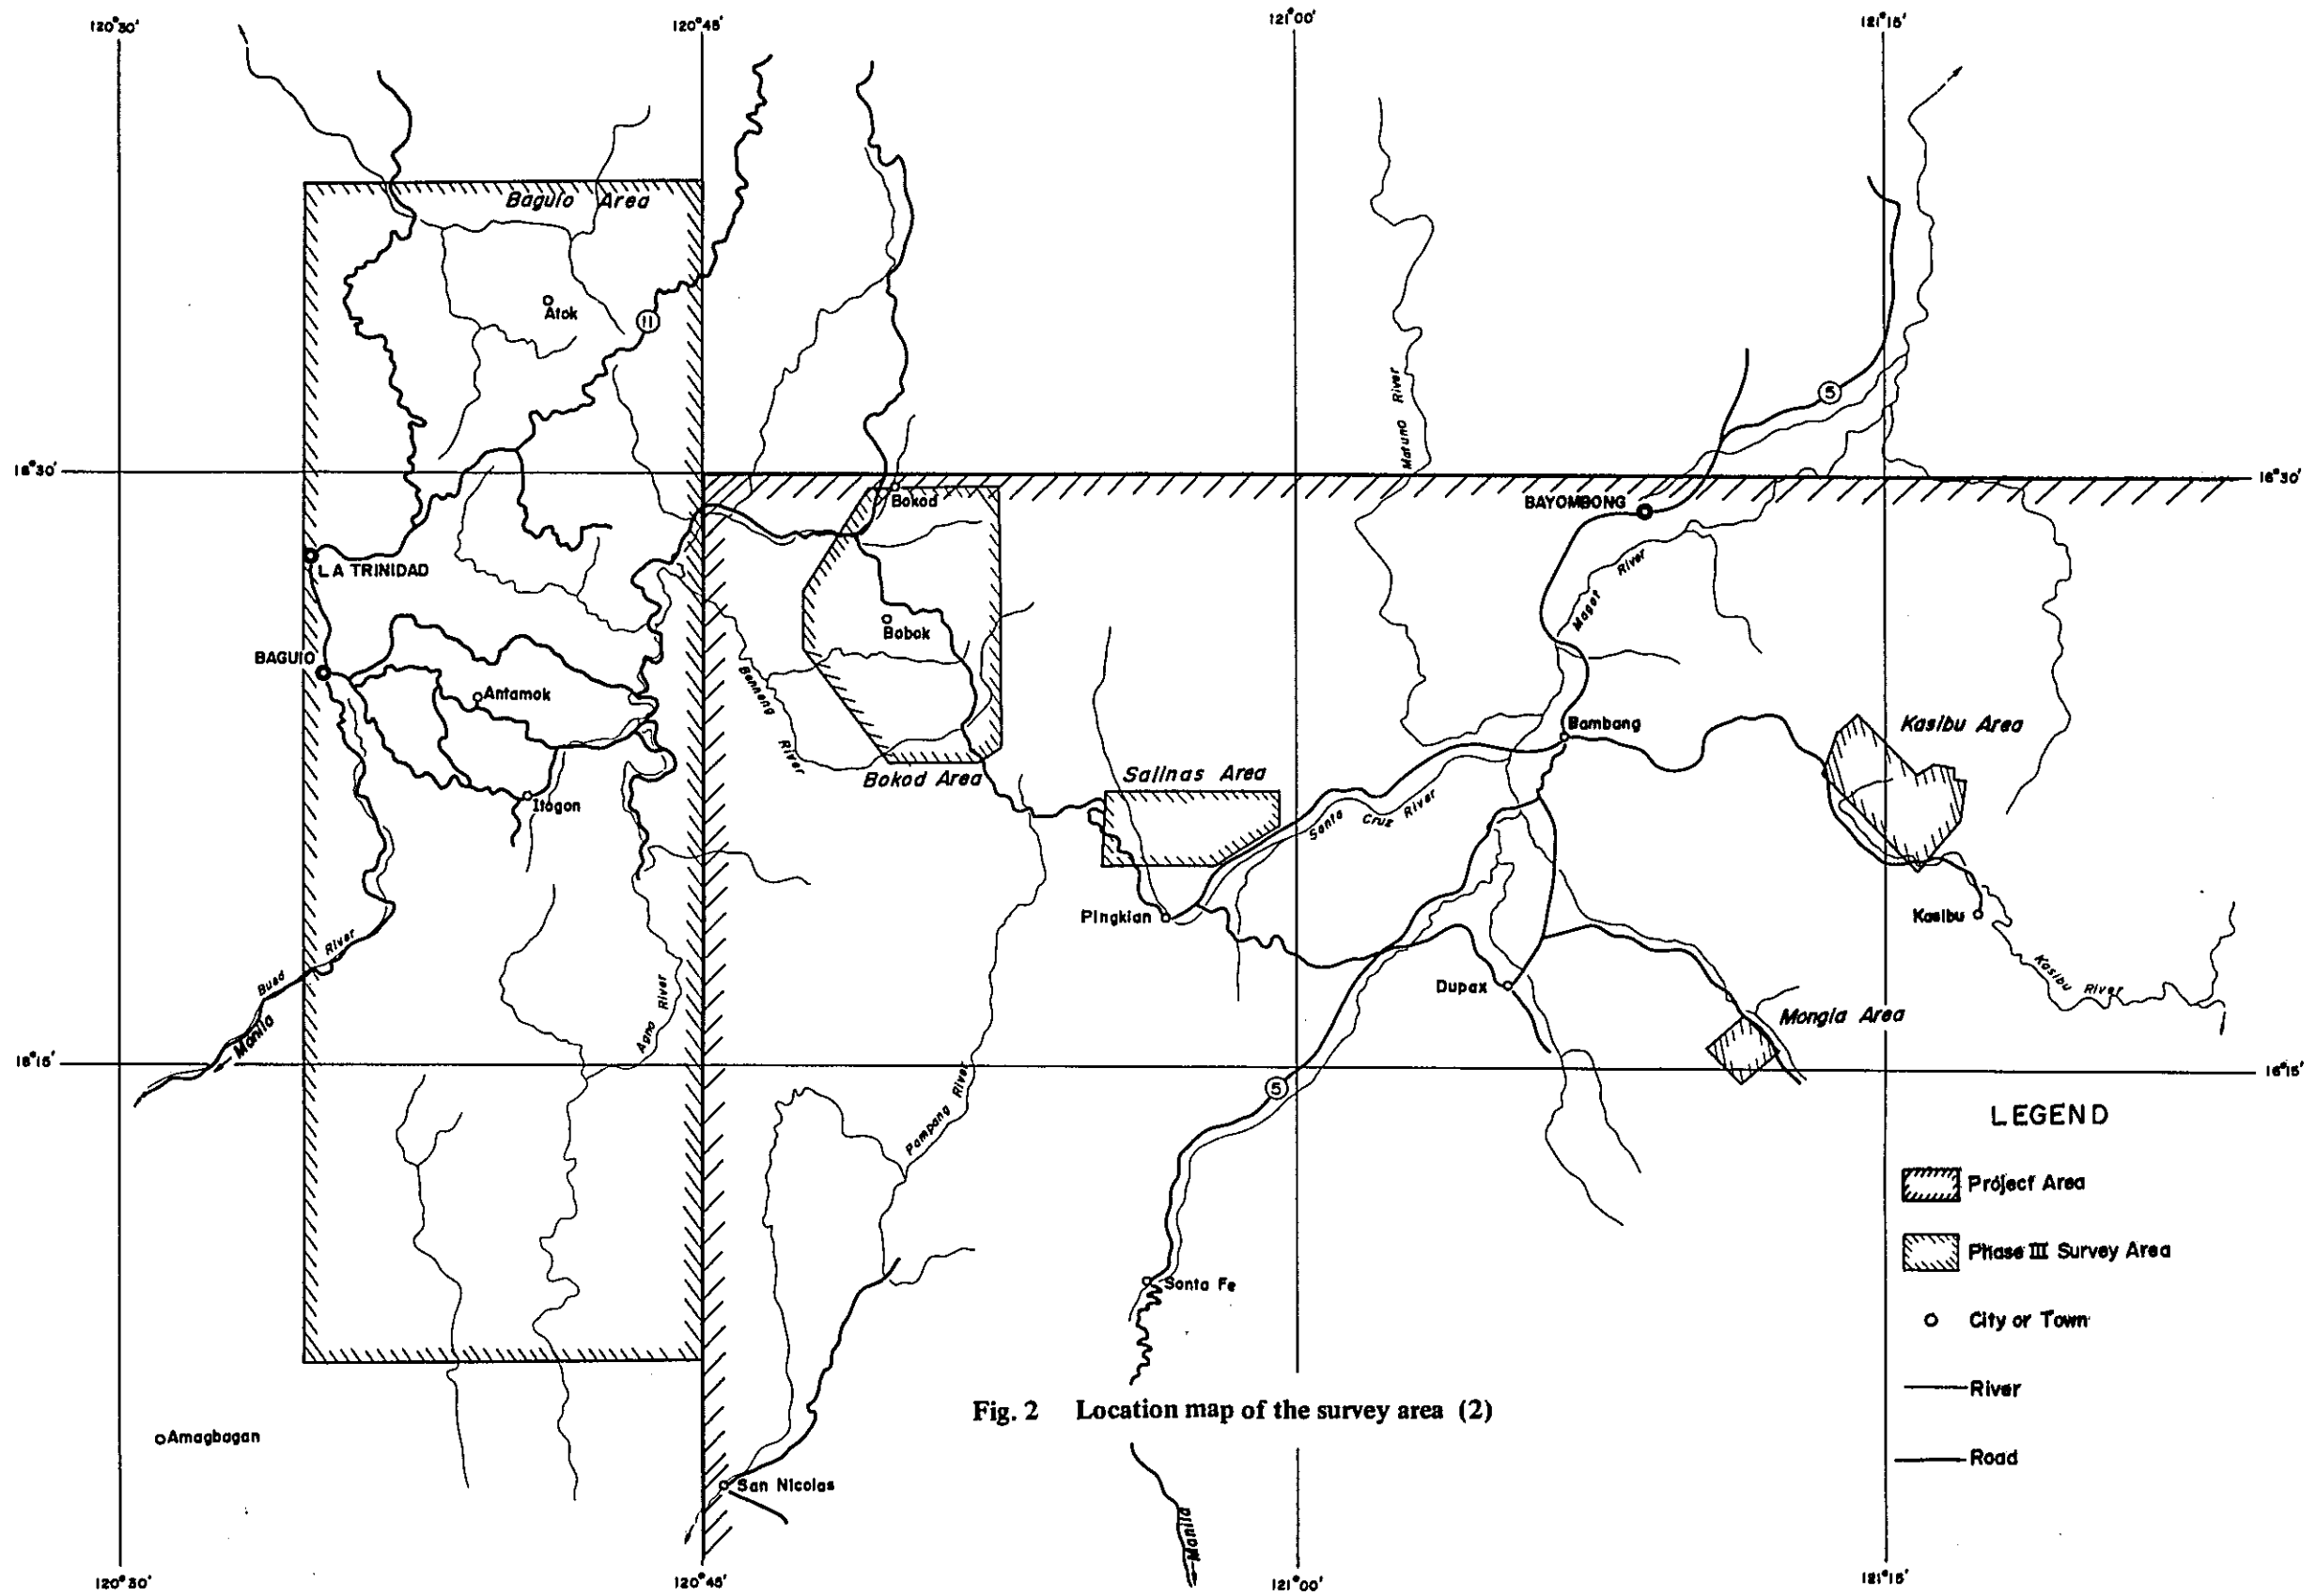 120°30'
120°45'
121°00'
121°15'
Baguio Area
Atok
11
Matuno River
5
16°30'
16°30'
Bokod
BAYOMBONG
LA TRINIDAD
Magat River
Bobok
BAGUIO
Antamok
Benneng River
Bambang
Kasibu Area
Bokod Area
Salinas Area
Itogon
Santa Cruz River
Pingkian
Kasibu
Bued River
Agno River
Dupax
Kasibu River
Manila
Mongia Area
16°15'
16°15'
5
Pampang River
LEGEND
Project Area
Phase III Survey Area
Santa Fe
City or Town
River
Fig. 2 Location map of the survey area (2)
Amagbagan
Road
San Nicolas
Manila
120°30'
120°45'
121°00'
121°15'